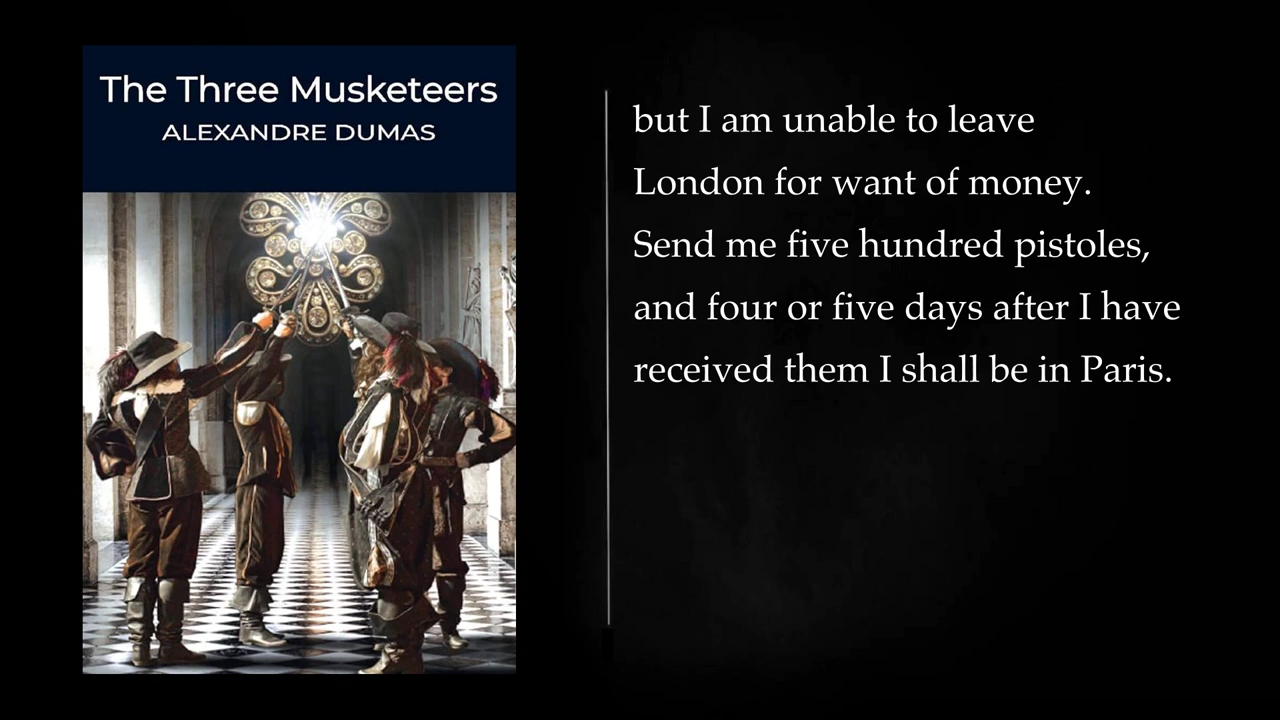 The Three Musketeers
ALEXANDRE DUMAS
but I am unable to leave
London for want of money.
Send me five hundred pistoles,
and four or five days after I have
received them I shall be in Paris.